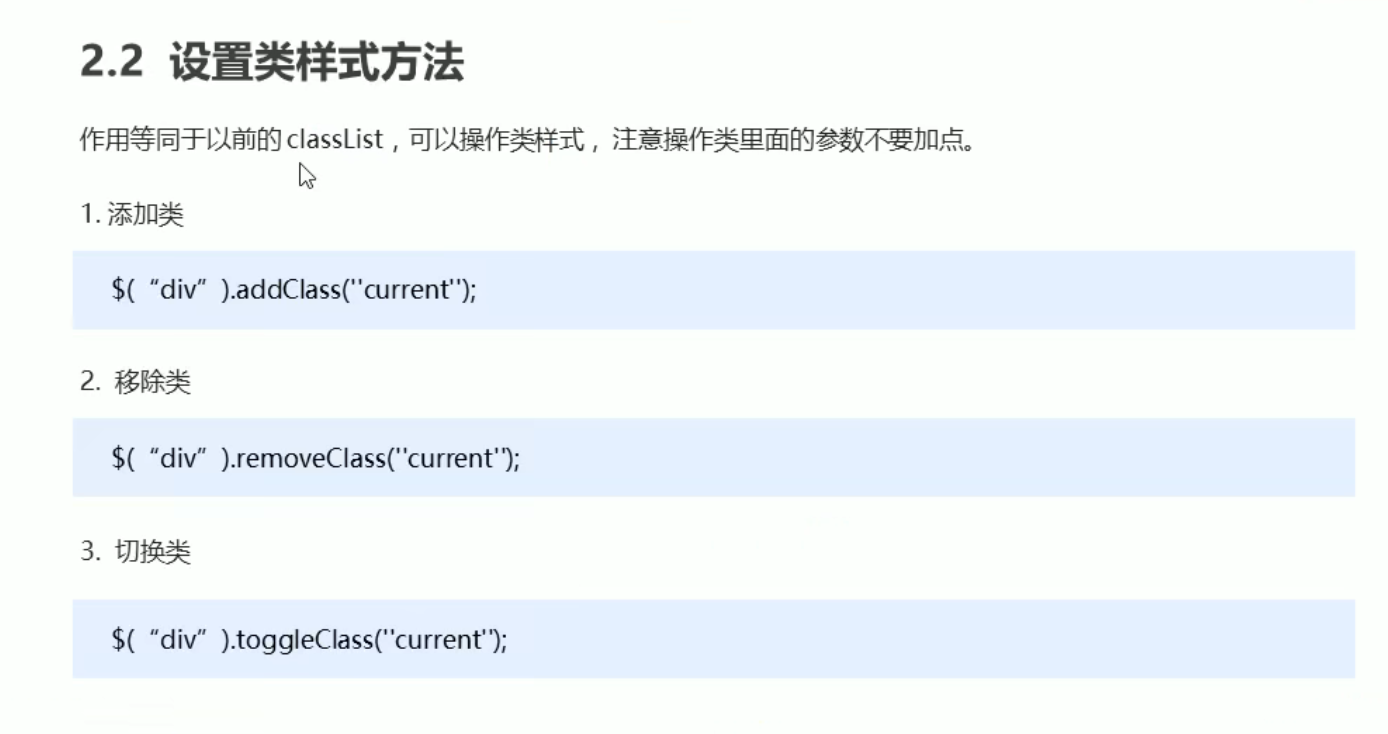 2.2 设置类样式方法
作用等同于以前的 classList，可以操作类样式， 注意操作类里面的参数不要加点。
1. 添加类
$(“div”).addClass(''current'');
2. 移除类
$(“div”).removeClass(''current'');
3. 切换类
$(“div”).toggleClass(''current'');